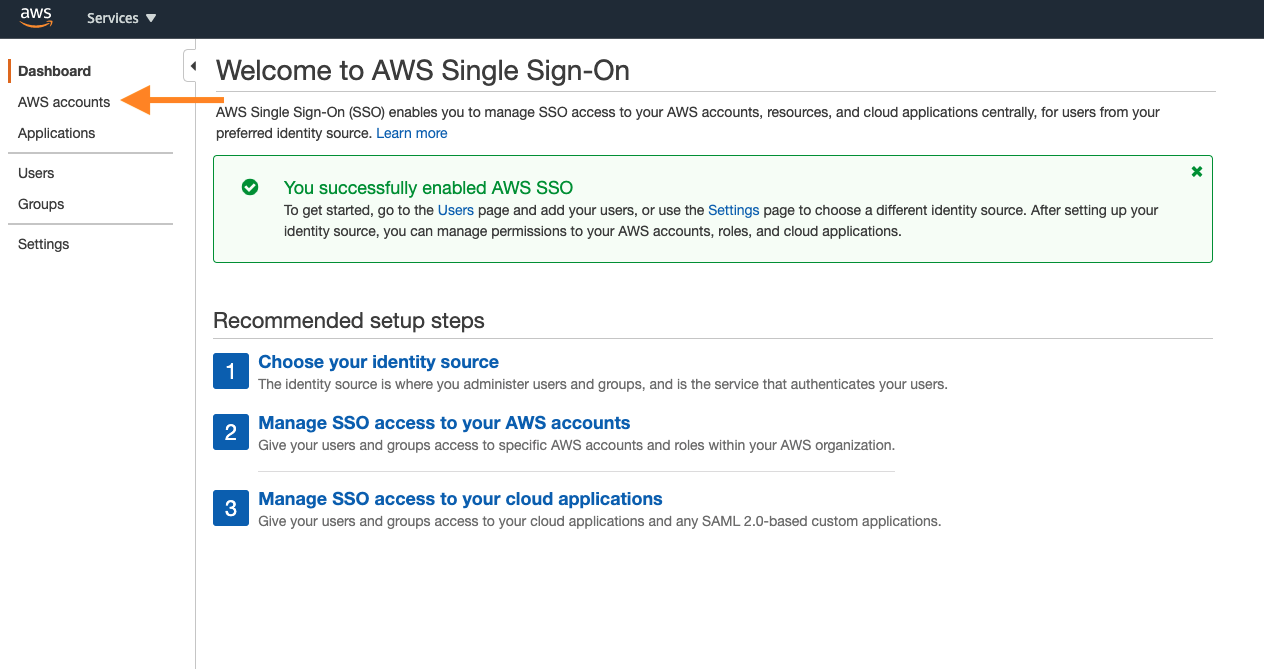 aws
Services
Dashboard
AWS accounts
Applications
Users
Groups
Settings
Welcome to AWS Single Sign-On
AWS Single Sign-On (SSO) enables you to manage SSO access to your AWS accounts, resources, and cloud applications centrally, for users from your
preferred identity source. Learn more
You successfully enabled AWS SSO
To get started, go to the Users page and add your users, or use the Settings page to choose a different identity source. After setting up your
identity source, you can manage permissions to your AWS accounts, roles, and cloud applications.
Recommended setup steps
1 Choose your identity source
The identity source is where you administer users and groups, and is the service that authenticates your users.
2 Manage SSO access to your AWS accounts
Give your users and groups access to specific AWS accounts and roles within your AWS organization.
3 Manage SSO access to your cloud applications
Give your users and groups access to your cloud applications and any SAML 2.0-based custom applications.